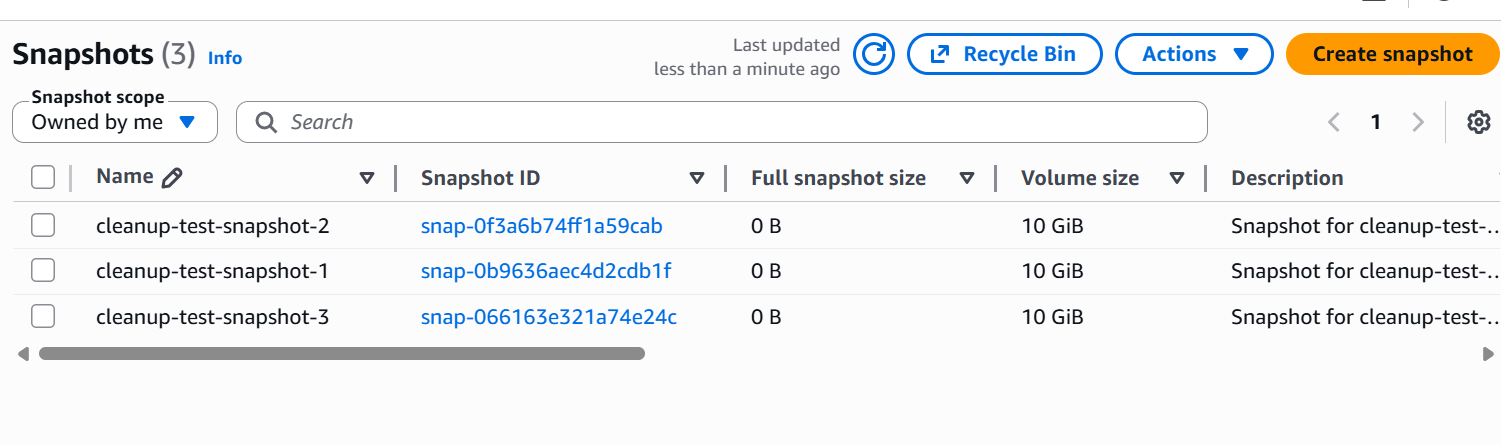 Snapshots (3) Info
Last updated
less than a minute ago
Recycle Bin
Actions
Create snapshot
Snapshot scope
Owned by me
Search
1
Name
Snapshot ID
Full snapshot size
Volume size
Description
cleanup-test-snapshot-2 snap-0f3a6b74ff1a59cab 0 B 10 GiB Snapshot for cleanup-test-...
cleanup-test-snapshot-1 snap-0b9636aec4d2cdb1f 0 B 10 GiB Snapshot for cleanup-test-...
cleanup-test-snapshot-3 snap-066163e321a74e24c 0 B 10 GiB Snapshot for cleanup-test-...